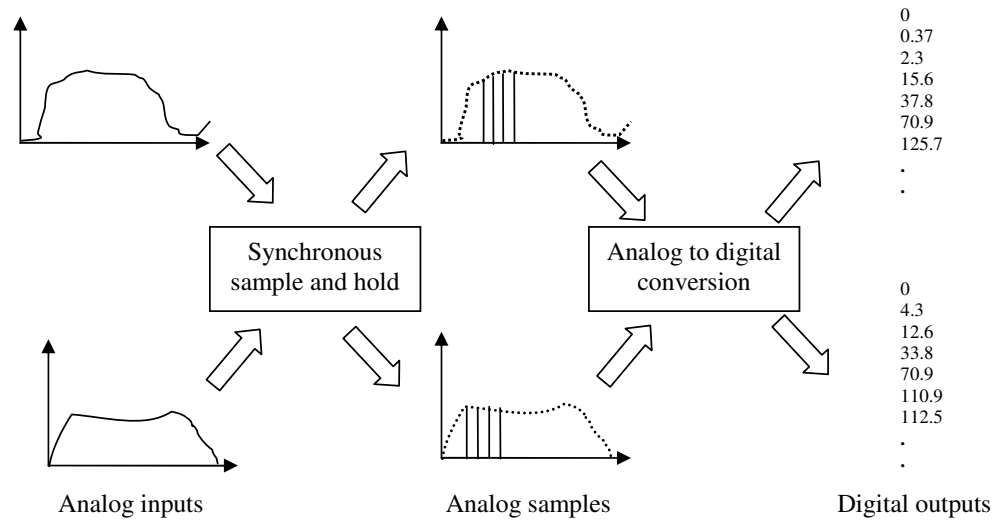 0
0.37
2.3
15.6
37.8
70.9
125.7
.
.
Synchronous
sample and hold
Analog to digital
conversion
0
4.3
12.6
33.8
70.9
110.9
112.5
.
.
Analog inputs
Analog samples
Digital outputs